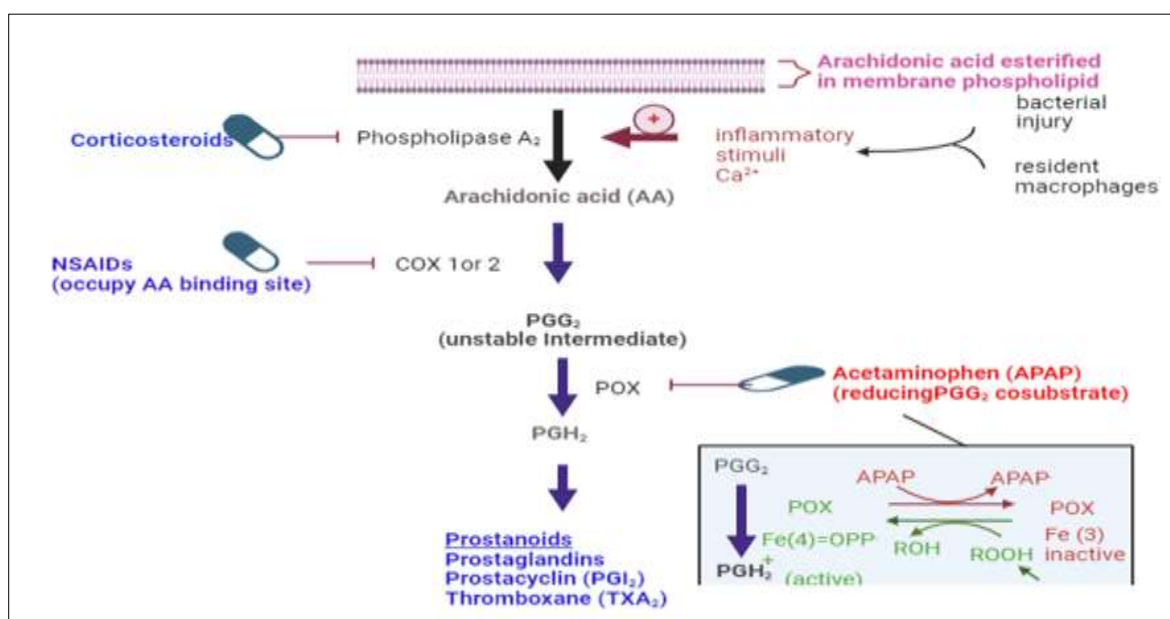 Arachidonic acid esterified
in membrane phospholipid
bacterial
injury
resident
macrophages
+
inflammatory
stimuli
Ca²⁺
Corticosteroids
Phospholipase A₂
Arachidonic acid (AA)
NSAIDs
(occupy AA binding site)
COX 1or 2
PGG₂
(unstable Intermediate)
POX
Acetaminophen (APAP)
(reducingPGG₂ cosubstrate)
PGH₂
Prostanoids
Prostaglandins
Prostacyclin (PGI₂)
Thromboxane (TXA₂)
PGG₂
PGH₂
APAP
APAP
POX
Fe(4)=OPP
+
(active)
POX
Fe (3)
inactive
ROH
ROOH